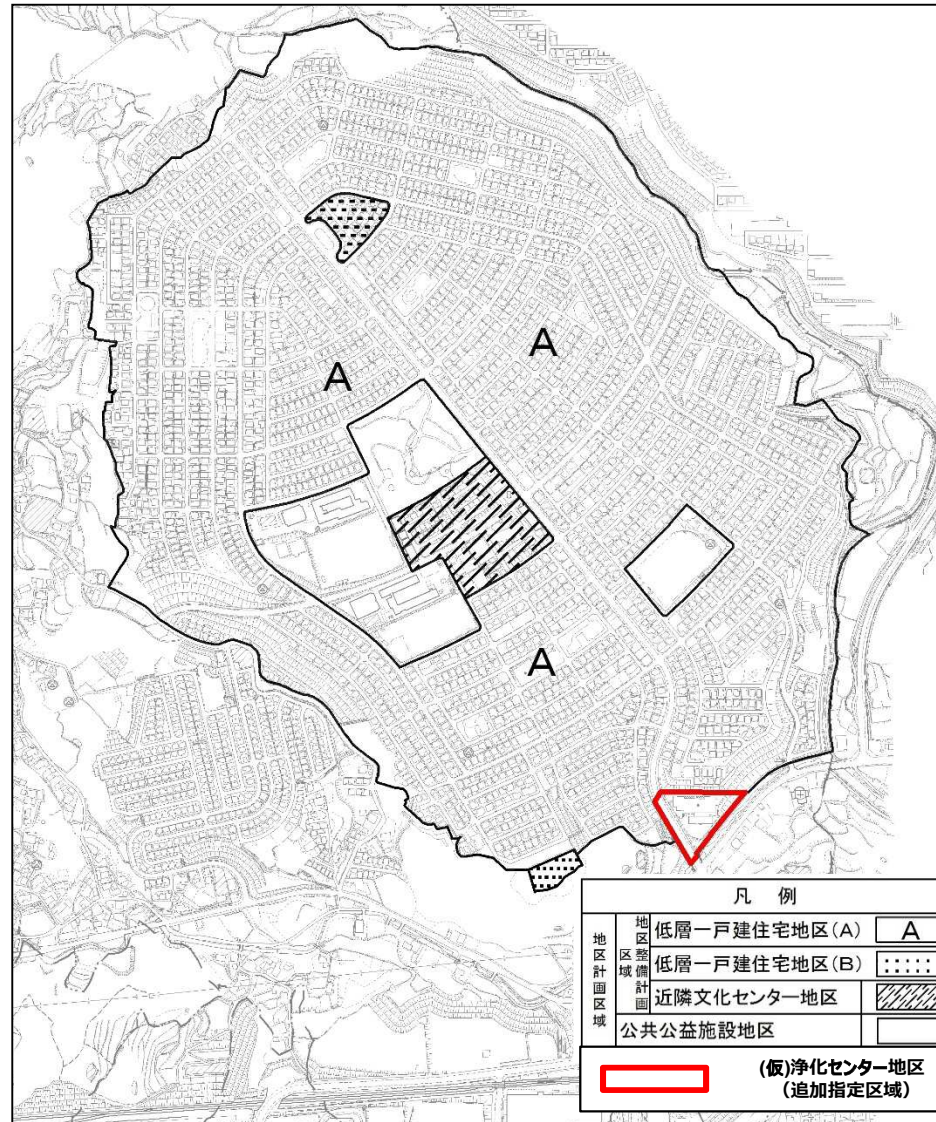 A
A
A
凡 例
地区計画区域
地区整備計画区域
低層一戸建住宅地区(A) A
低層一戸建住宅地区(B)
近隣文化センター地区
公共公益施設地区
(仮)浄化センター地区
(追加指定区域)